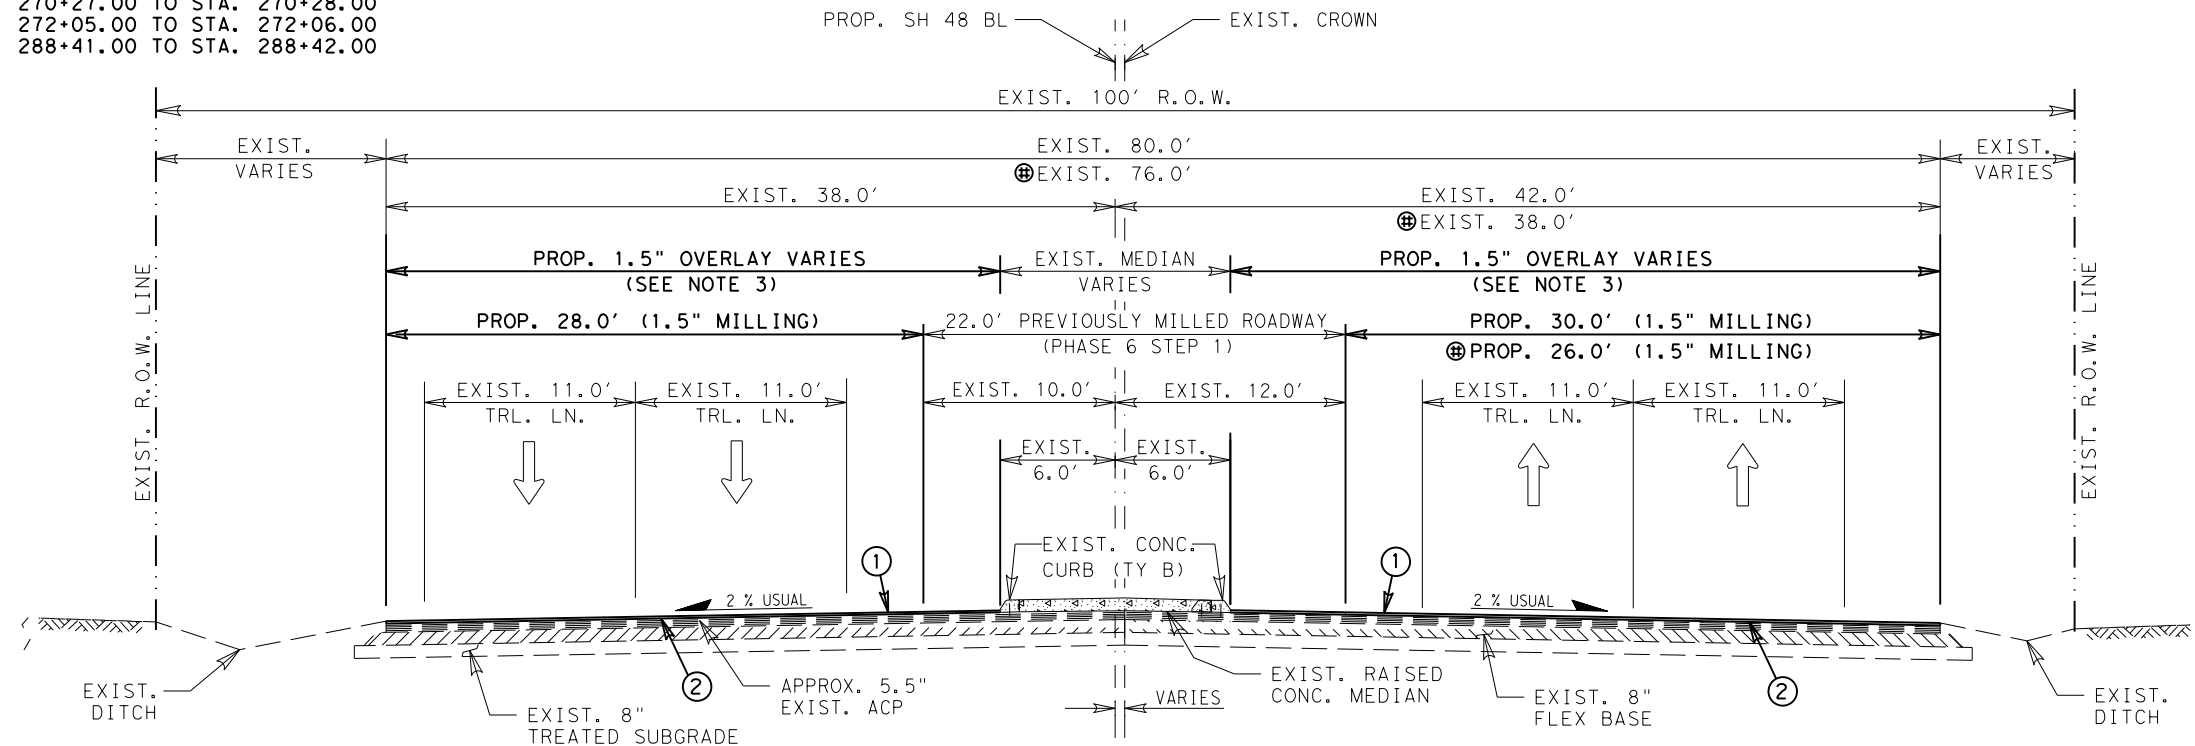 270+27.00 TO STA. 270+28.00
272+05.00 TO STA. 272+06.00
288+41.00 TO STA. 288+42.00
PROP. SH 48 BL
EXIST. CROWN
EXIST. 100' R.O.W.
EXIST.
VARIES
EXIST. 80.0'
⌗EXIST. 76.0'
EXIST.
VARIES
EXIST. 38.0'
EXIST. 42.0'
⌗EXIST. 38.0'
PROP. 1.5" OVERLAY VARIES
(SEE NOTE 3)
EXIST. MEDIAN
VARIES
PROP. 1.5" OVERLAY VARIES
(SEE NOTE 3)
PROP. 28.0' (1.5" MILLING)
22.0' PREVIOUSLY MILLED ROADWAY
(PHASE 6 STEP 1)
PROP. 30.0' (1.5" MILLING)
⌗PROP. 26.0' (1.5" MILLING)
EXIST. R.O.W. LINE
EXIST. R.O.W. LINE
EXIST. 11.0'
TRL. LN.
EXIST. 11.0'
TRL. LN.
EXIST. 10.0'
EXIST. 12.0'
EXIST. 11.0'
TRL. LN.
EXIST. 11.0'
TRL. LN.
EXIST.
6.0'
EXIST.
6.0'
EXIST. CONC.
CURB (TY B)
1
1
2 % USUAL
2 % USUAL
EXIST.
DITCH
EXIST. 8"
TREATED SUBGRADE
2
APPROX. 5.5"
EXIST. ACP
VARIES
EXIST. RAISED
CONC. MEDIAN
EXIST. 8"
FLEX BASE
2
EXIST.
DITCH